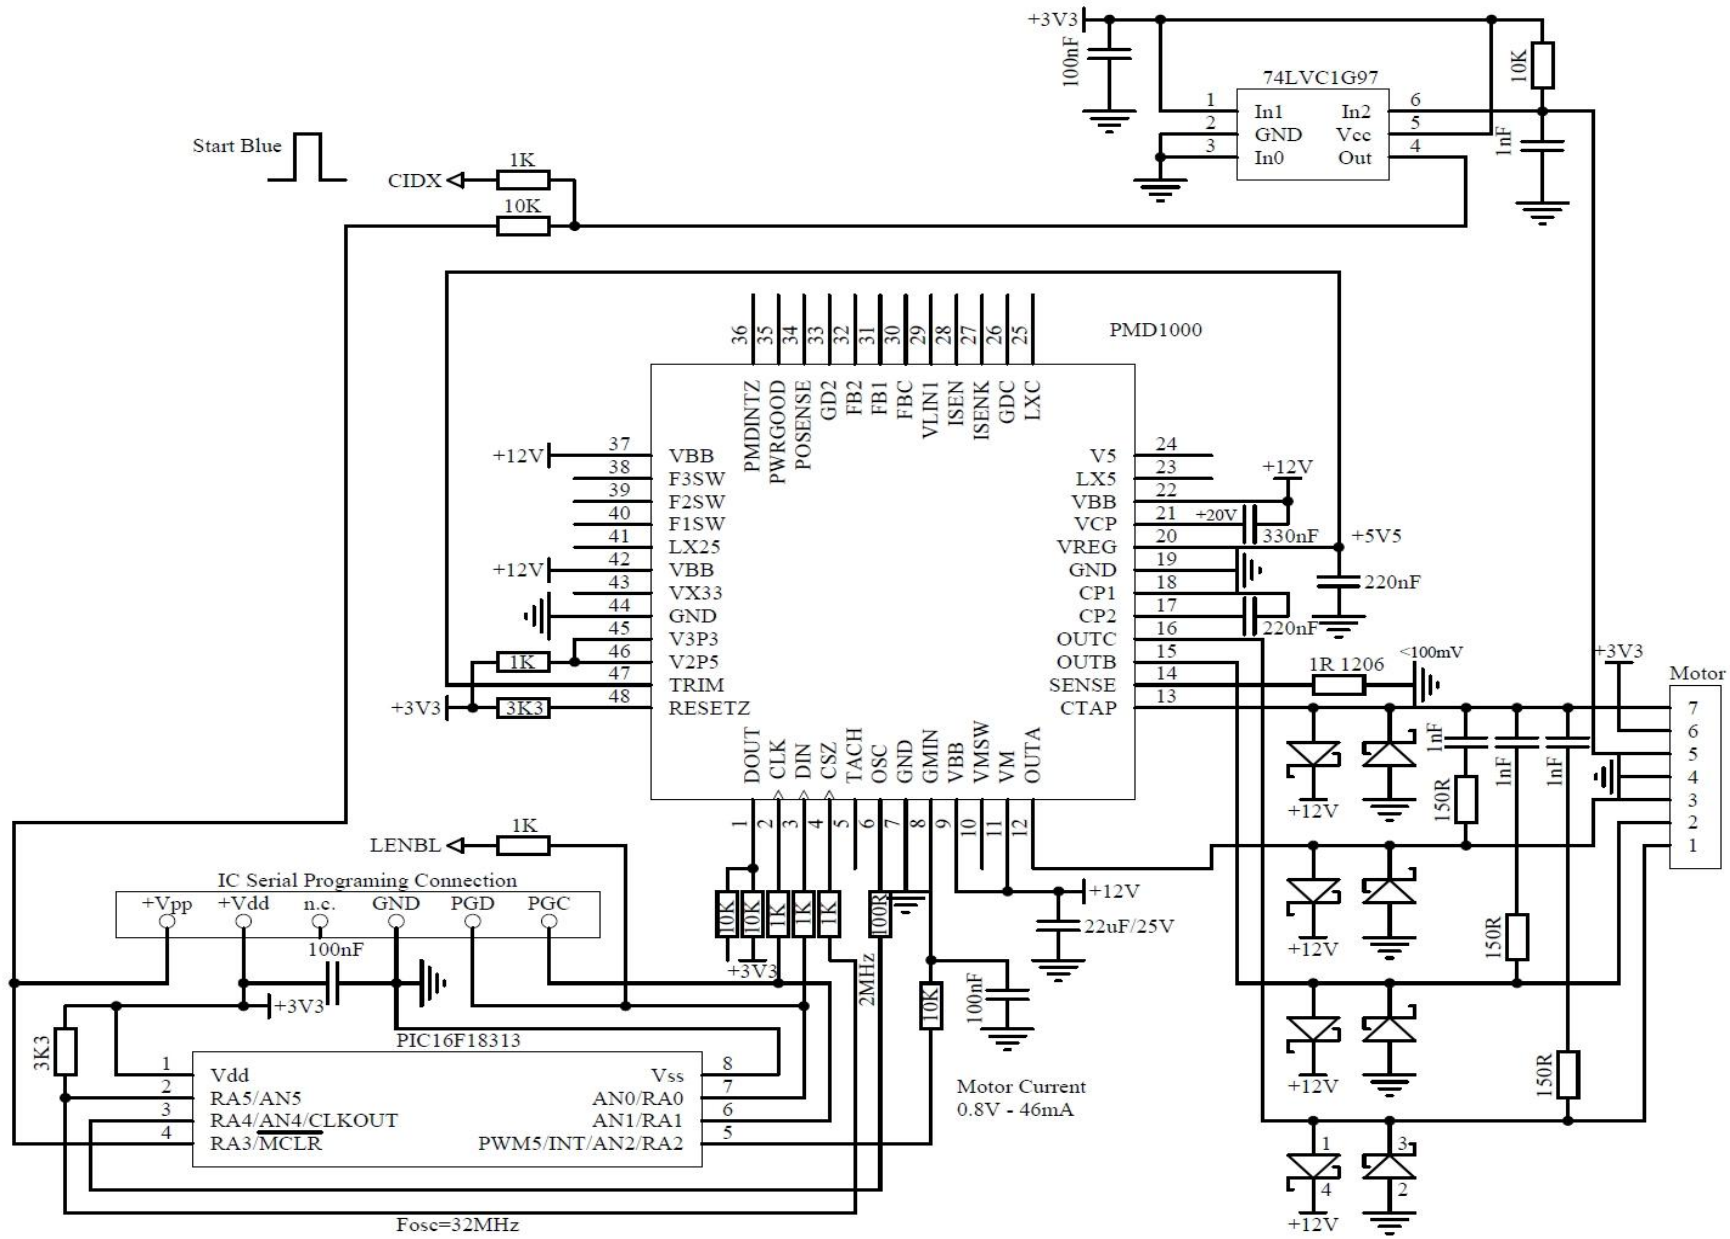 +3V3
100nF
74LVC1G97
10K
1 In1 In2 6
2 GND Vcc 5
3 In0 Out 4
1nF
Start Blue
CIDX
1K
10K
PMD1000
36 35 34 33 32 31 30 29 28 27 26 25
PMDINTZ PWRGOOD POSENSE GD2 FB2 FB1 FBC VLIN1 ISEN ISENK GDC LXC
+12V 37 VBB
38 F3SW
39 F2SW
40 F1SW
41 LX25
+12V 42 VBB
43 VX33
44 GND
45 V3P3
1K 46 V2P5
47 TRIM
+3V3 3K3 48 RESETZ
V5 24
LX5 23
+12V
VBB 22
VCP 21 +20V 330nF
VREG 20 +5V5
GND 19
220nF
CP1 18
CP2 17 220nF
OUTC 16
OUTB 15
SENSE 14 1R 1206 <100mV
CTAP 13
+3V3
Motor
7
6
5
4
3
2
1
DOUT CLK DIN CSZ TACH OSC GND GMIN VBB VMSW VM OUTA
1 2 3 4 5 6 7 8 9 10 11 12
1nF 1nF 1nF
150R
+12V
LENBL 1K
IC Serial Programing Connection
+Vpp +Vdd n.c. GND PGD PGC
100nF
+3V3
10K 10K 1K 1K 1K 100R
+3V3
2MHz
+12V
22uF/25V
10K
100nF
+12V
150R
Motor Current
0.8V - 46mA
3K3
PIC16F18313
1 Vdd Vss 8
2 RA5/AN5 AN0/RA0 7
3 RA4/AN4/CLKOUT AN1/RA1 6
4 RA3/MCLR PWM5/INT/AN2/RA2 5
Fosc=32MHz
+12V
150R
1 3
4 2
+12V